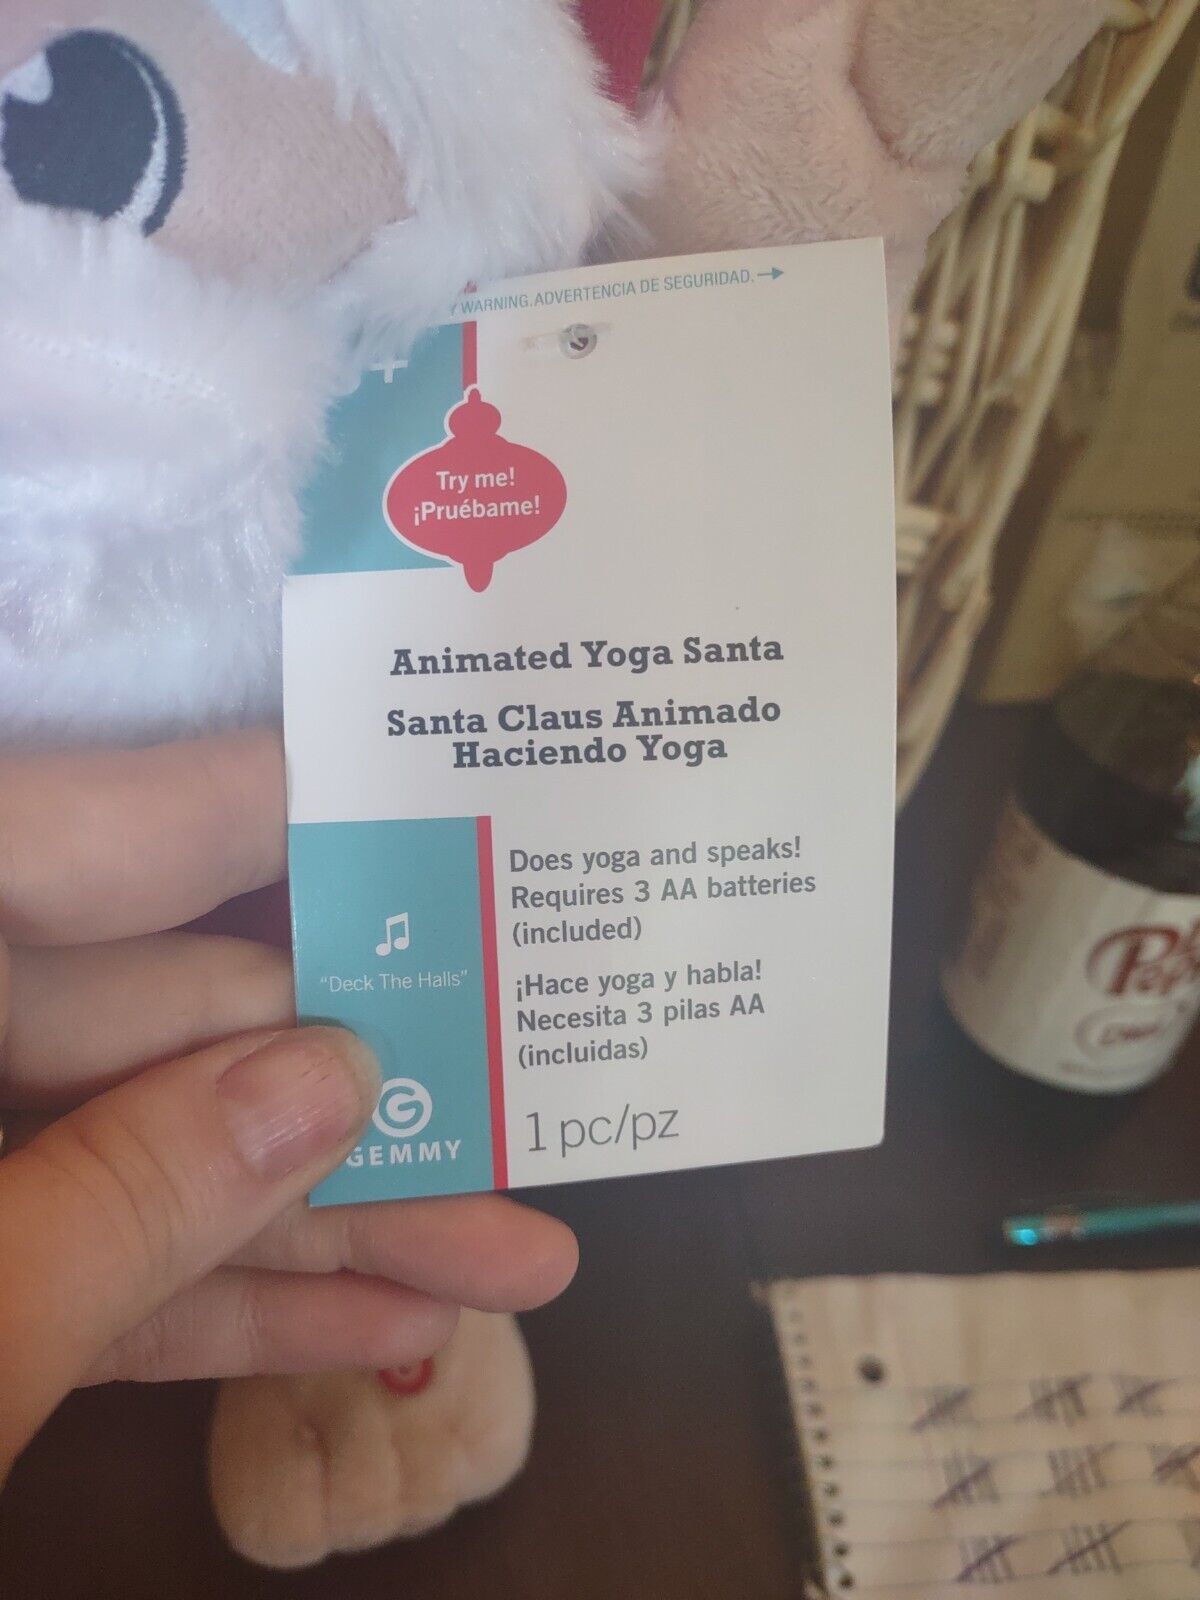 WARNING. ADVERTENCIA DE SEGURIDAD. →
+
Try me!
¡Pruébame!
Animated Yoga Santa
Santa Claus Animado
Haciendo Yoga
Does yoga and speaks!
Requires 3 AA batteries
(included)
¡Hace yoga y habla!
Necesita 3 pilas AA
(incluidas)
1 pc/pz
"Deck The Halls"
G
GEMMY